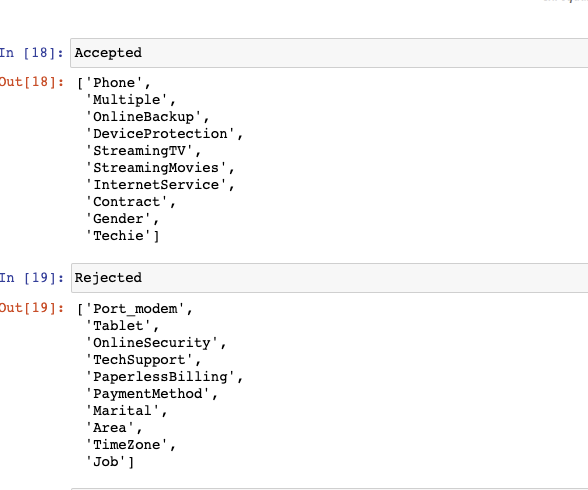 In [18]: Accepted
Out[18]: ['Phone',
'Multiple',
'OnlineBackup',
'DeviceProtection',
'StreamingTV',
'StreamingMovies',
'InternetService',
'Contract',
'Gender',
'Techie']
In [19]: Rejected
Out[19]: ['Port_modem',
'Tablet',
'OnlineSecurity',
'TechSupport',
'PaperlessBilling',
'PaymentMethod',
'Marital',
'Area',
'TimeZone',
'Job']